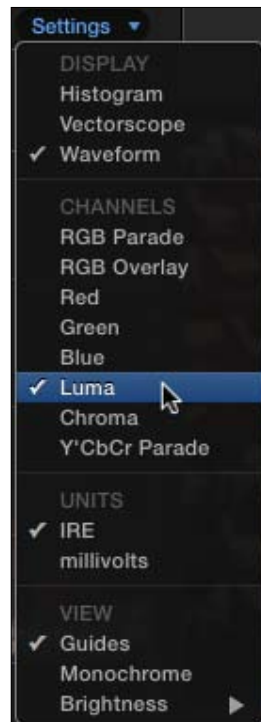 Settings
DISPLAY
Histogram
Vectorscope
Waveform
CHANNELS
RGB Parade
RGB Overlay
Red
Green
Blue
Luma
Chroma
Y'CbCr Parade
UNITS
IRE
millivolts
VIEW
Guides
Monochrome
Brightness